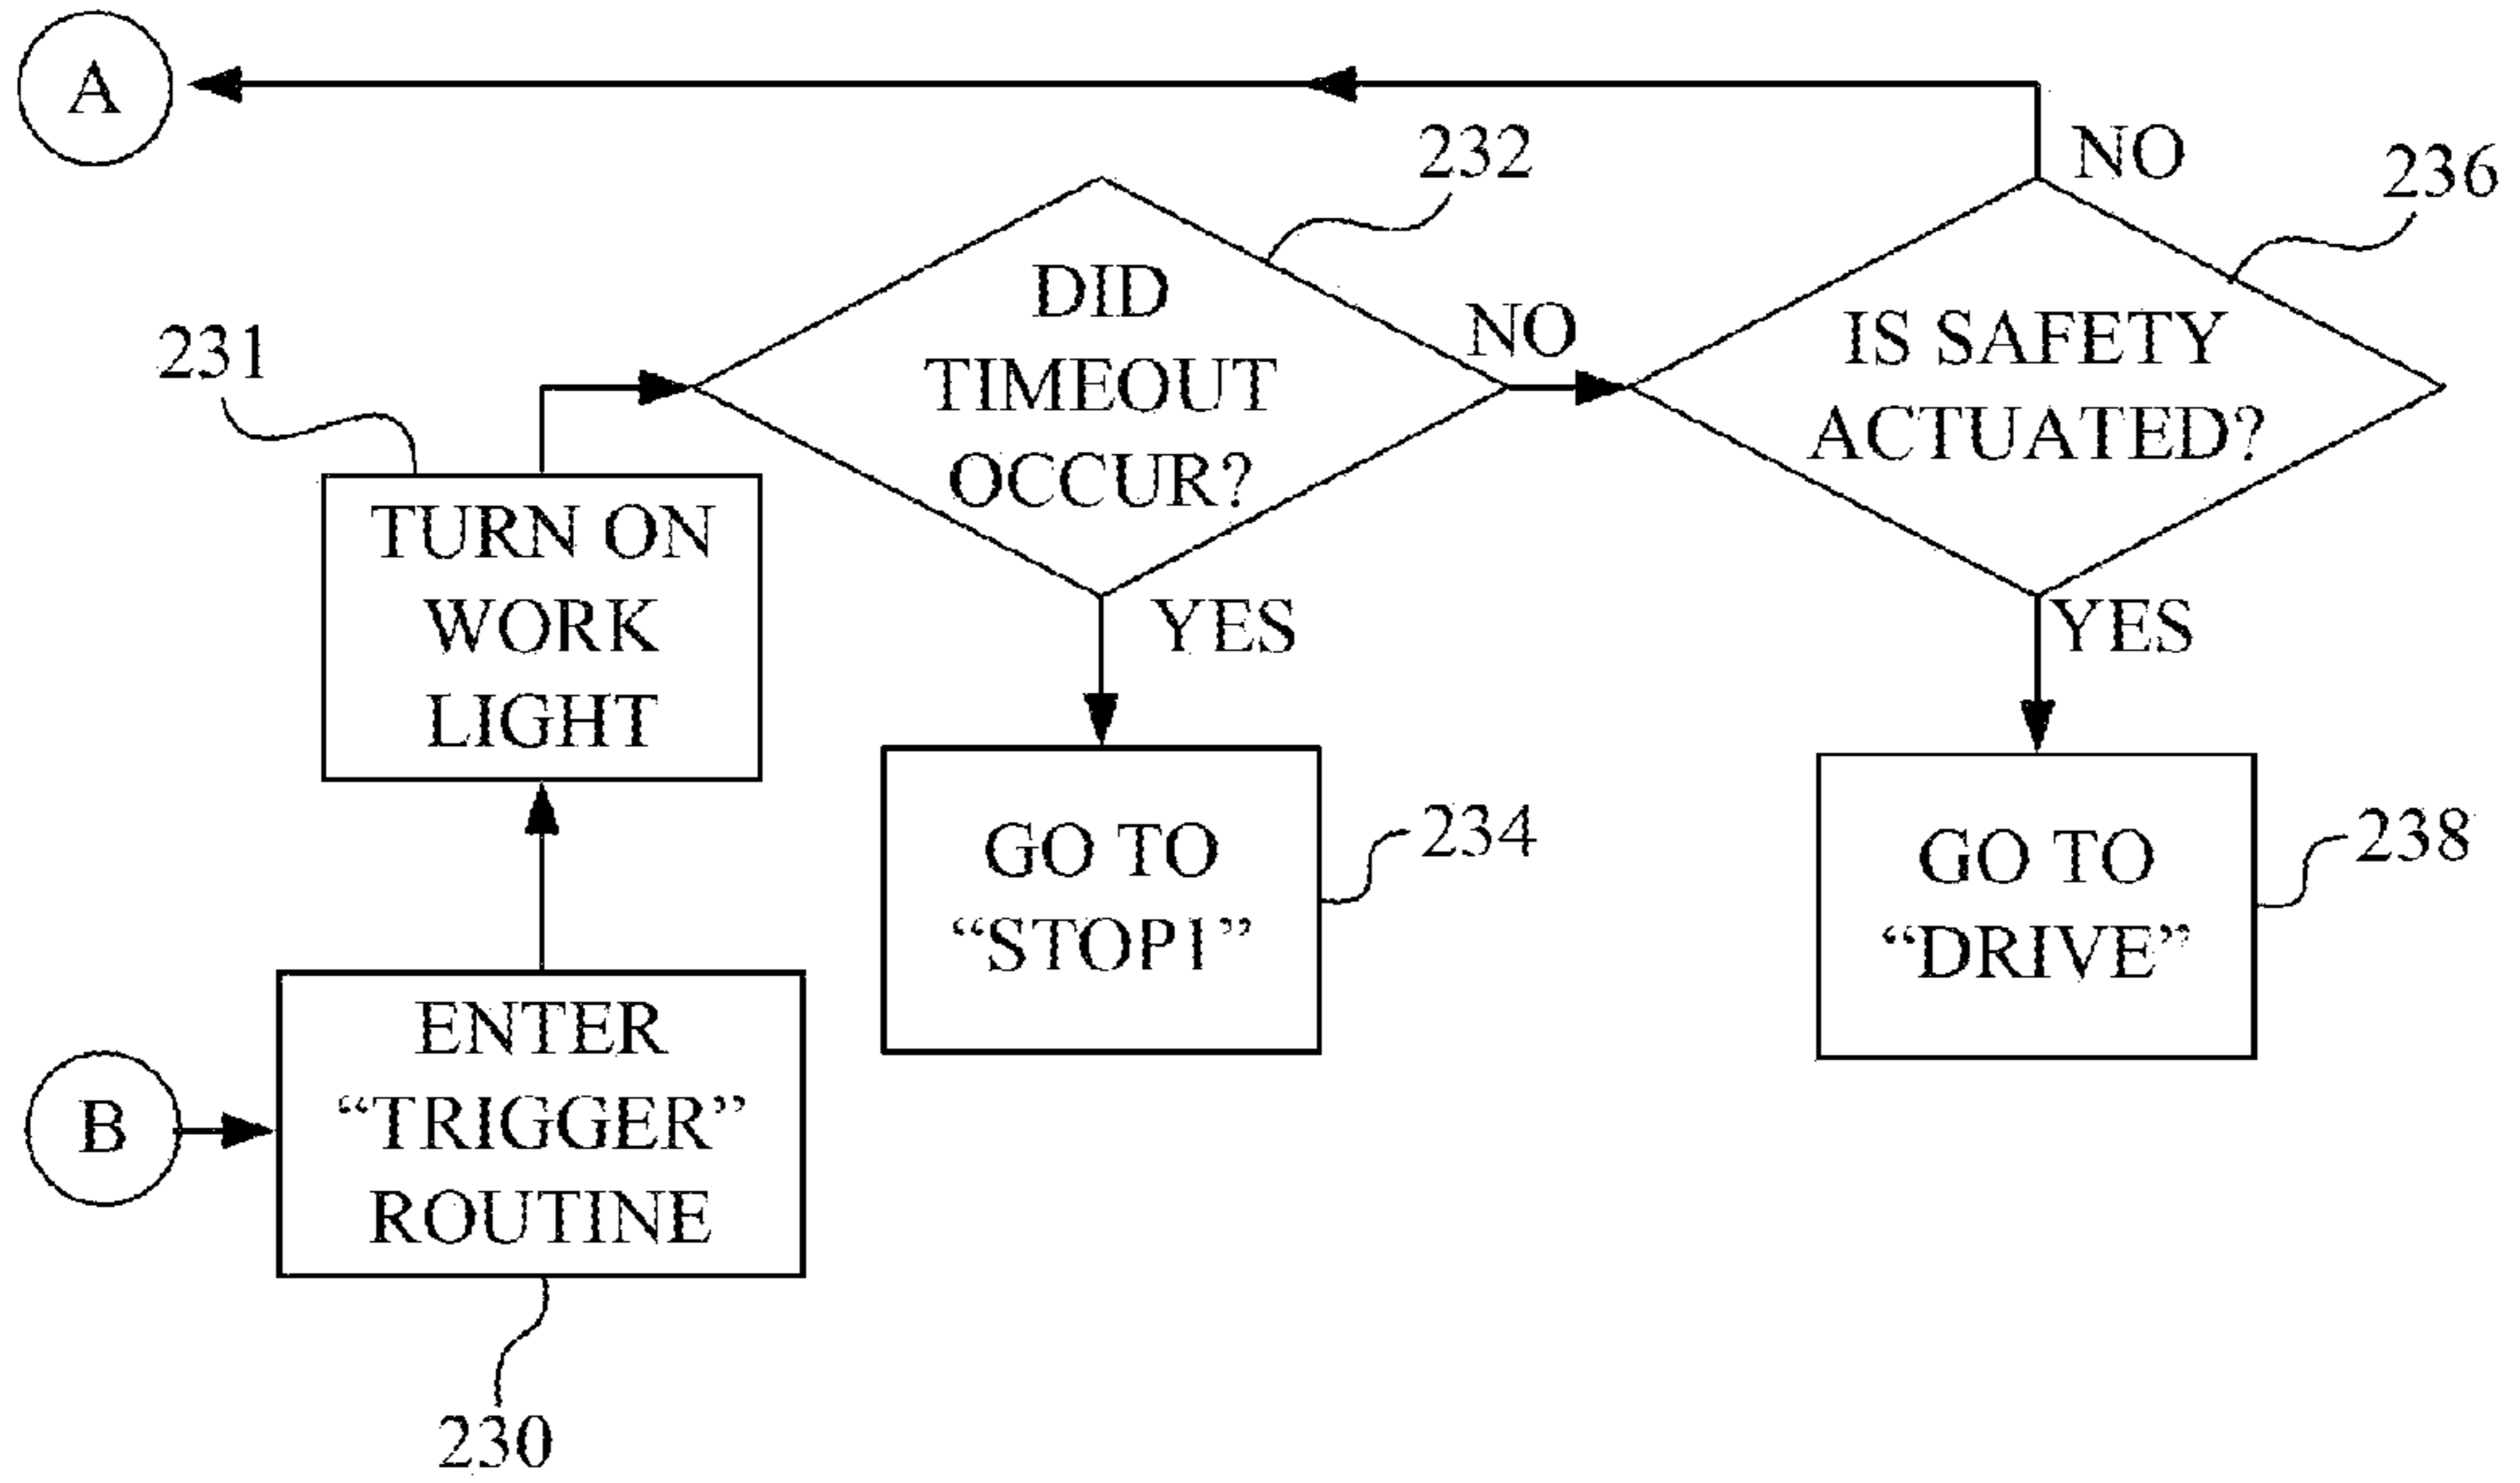 A
NO
232
236
DID
TIMEOUT
OCCUR?
NO
IS SAFETY
ACTUATED?
231
TURN ON
WORK
LIGHT
YES
YES
GO TO
“STOP1”
234
GO TO
“DRIVE”
238
B
ENTER
“TRIGGER”
ROUTINE
230